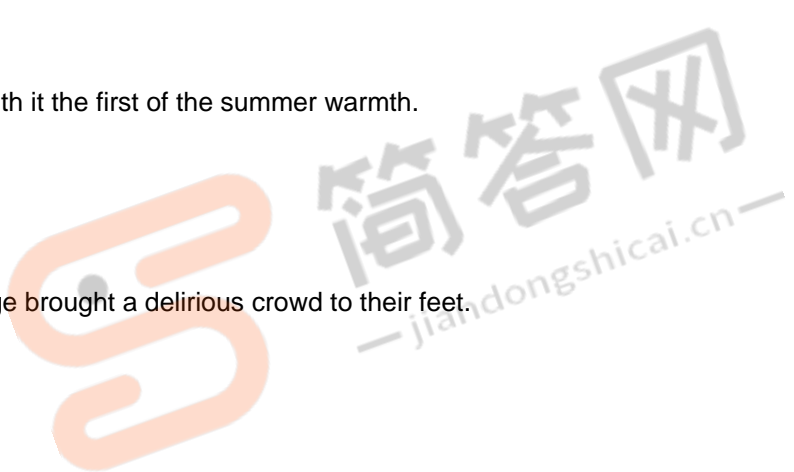 th it the first of the summer warmth.
简答网
jiandongshicai.cn
e brought a delirious crowd to their feet.